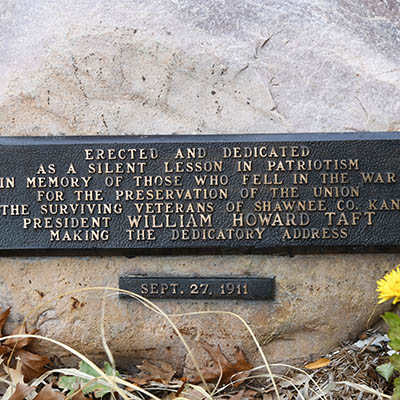 ERECTED AND DEDICATED
AS A SILENT LESSON IN PATRIOTISM
IN MEMORY OF THOSE WHO FELL IN THE WAR
FOR THE PRESERVATION OF THE UNION
THE SURVIVING VETERANS OF SHAWNEE CO. KAN
PRESIDENT WILLIAM HOWARD TAFT
MAKING THE DEDICATORY ADDRESS
SEPT. 27, 1911